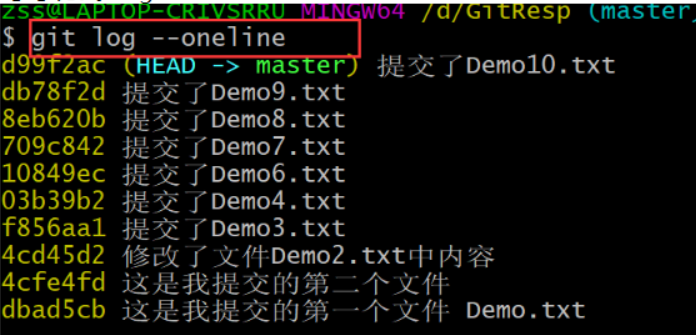 zss@LAPTOP-CRIVSRRU MINGW64 /d/GitResp (master
$ git log --oneline
d99f2ac (HEAD -> master) 提交了Demo10.txt
db78f2d 提交了Demo9.txt
8eb620b 提交了Demo8.txt
709c842 提交了Demo7.txt
10849ec 提交了Demo6.txt
03b39b2 提交了Demo4.txt
f856aa1 提交了Demo3.txt
4cd45d2 修改了文件Demo2.txt中内容
4cfe4fd 这是我提交的第二个文件
dbad5cb 这是我提交的第一个文件 Demo.txt